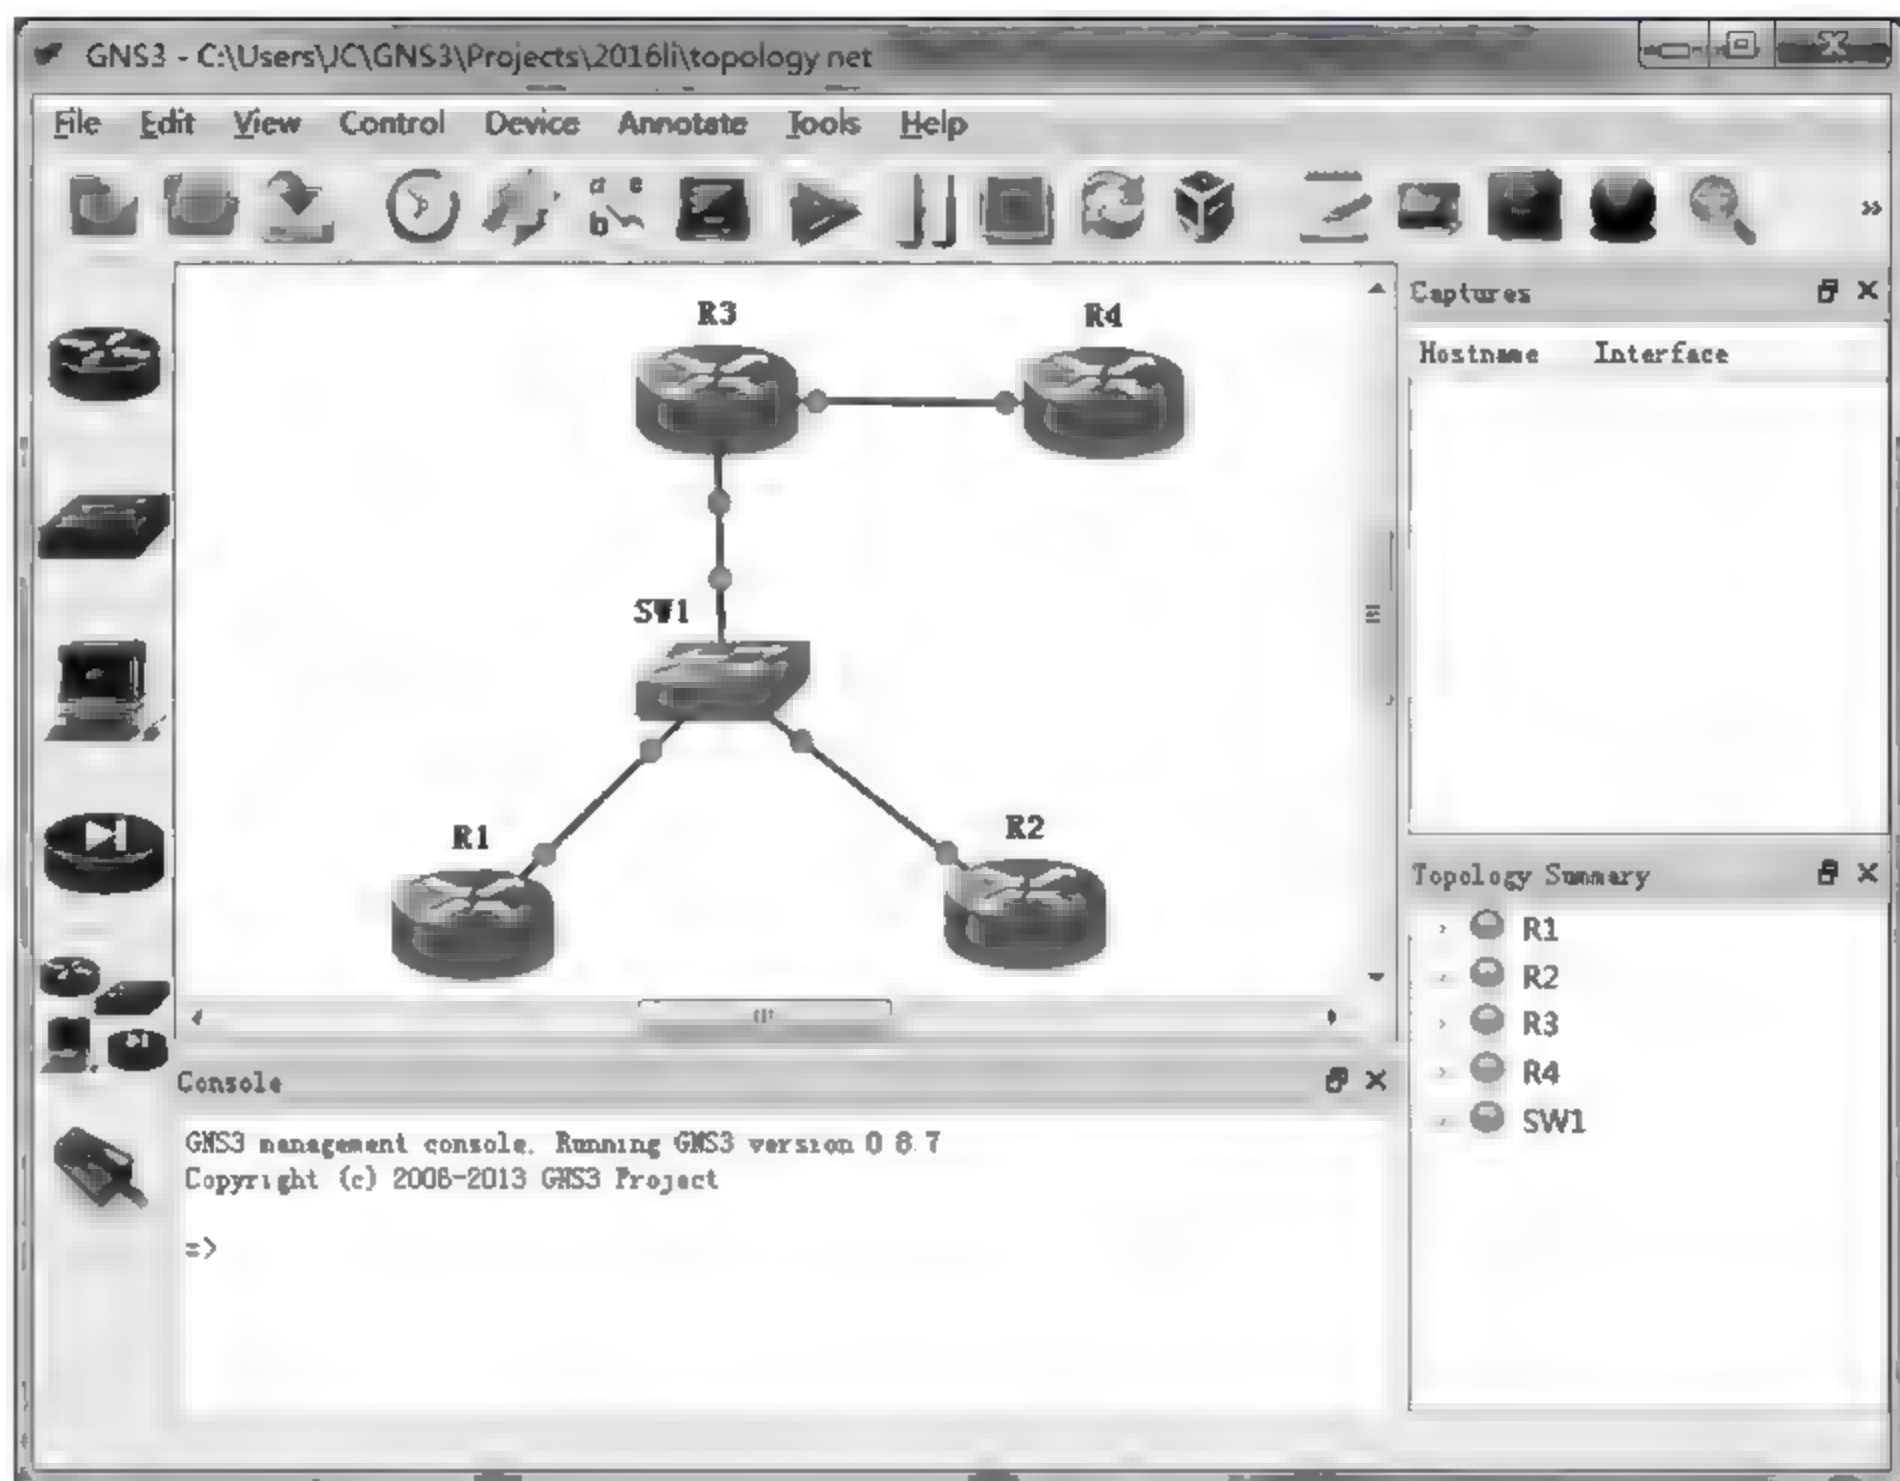 GNS3 - C:\Users\JC\GNS3\Projects\2016li\topology net
File Edit View Control Device Annotate Tools Help
a e
b
»
R3
R4
SW1
R1
R2
Captures
Hostname Interface
Topology Summary
R1
R2
R3
R4
SW1
Console
GNS3 management console. Running GNS3 version 0 8.7
Copyright (c) 2006-2013 GNS3 Project
=>